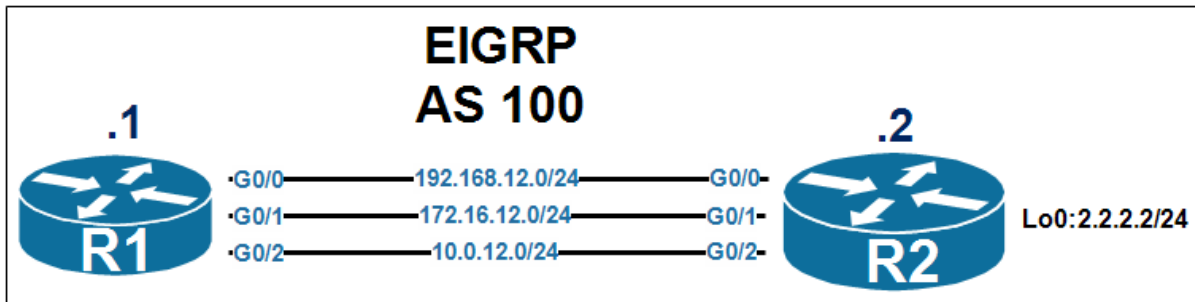 EIGRP
AS 100
.1
.2
G0/0 192.168.12.0/24 G0/0
G0/1 172.16.12.0/24 G0/1
G0/2 10.0.12.0/24 G0/2
Lo0:2.2.2.2/24
R1
R2